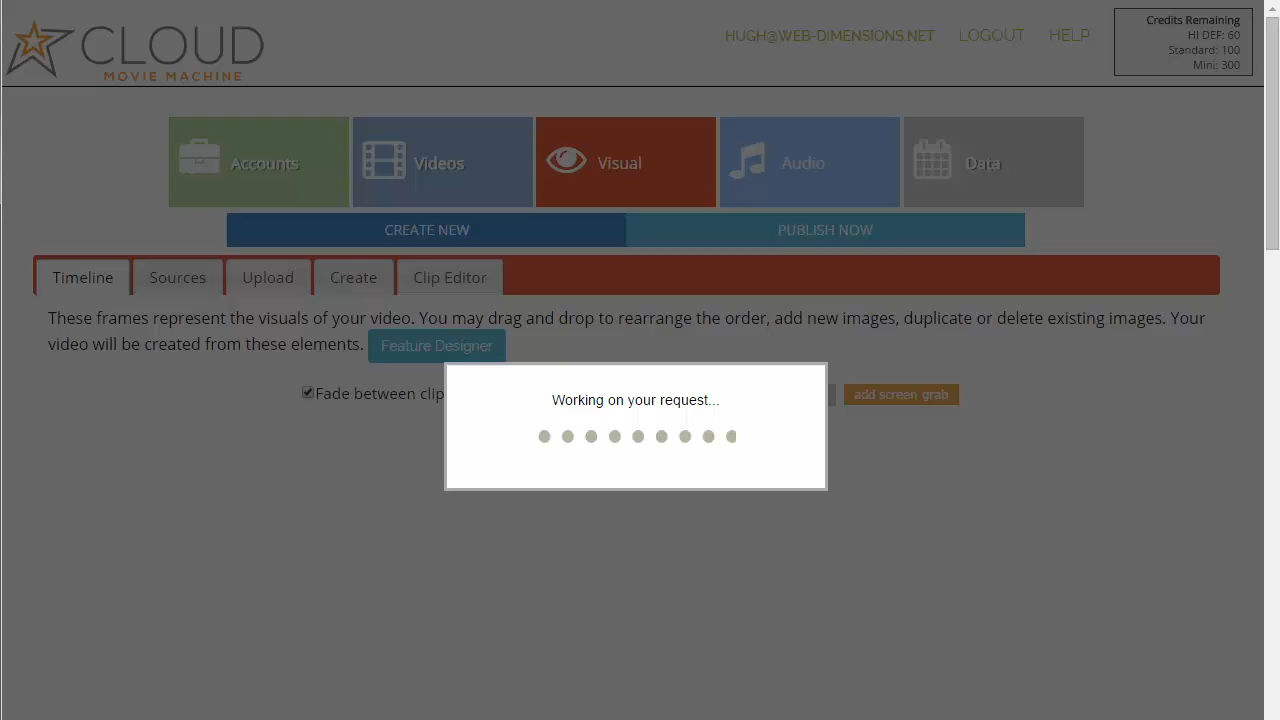 CLOUD
MOVIE MACHINE
HUGH@WEB-DIMENSIONS.NET LOGOUT HELP
Credits Remaining
HI DEF: 60
Standard: 100
Mini: 300
Accounts Videos Visual Audio Data
CREATE NEW PUBLISH NOW
Timeline Sources Upload Create Clip Editor
These frames represent the visuals of your video. You may drag and drop to rearrange the order, add new images, duplicate or delete existing images. Your
video will be created from these elements. Feature Designer
Fade between clip add screen grab
Working on your request...